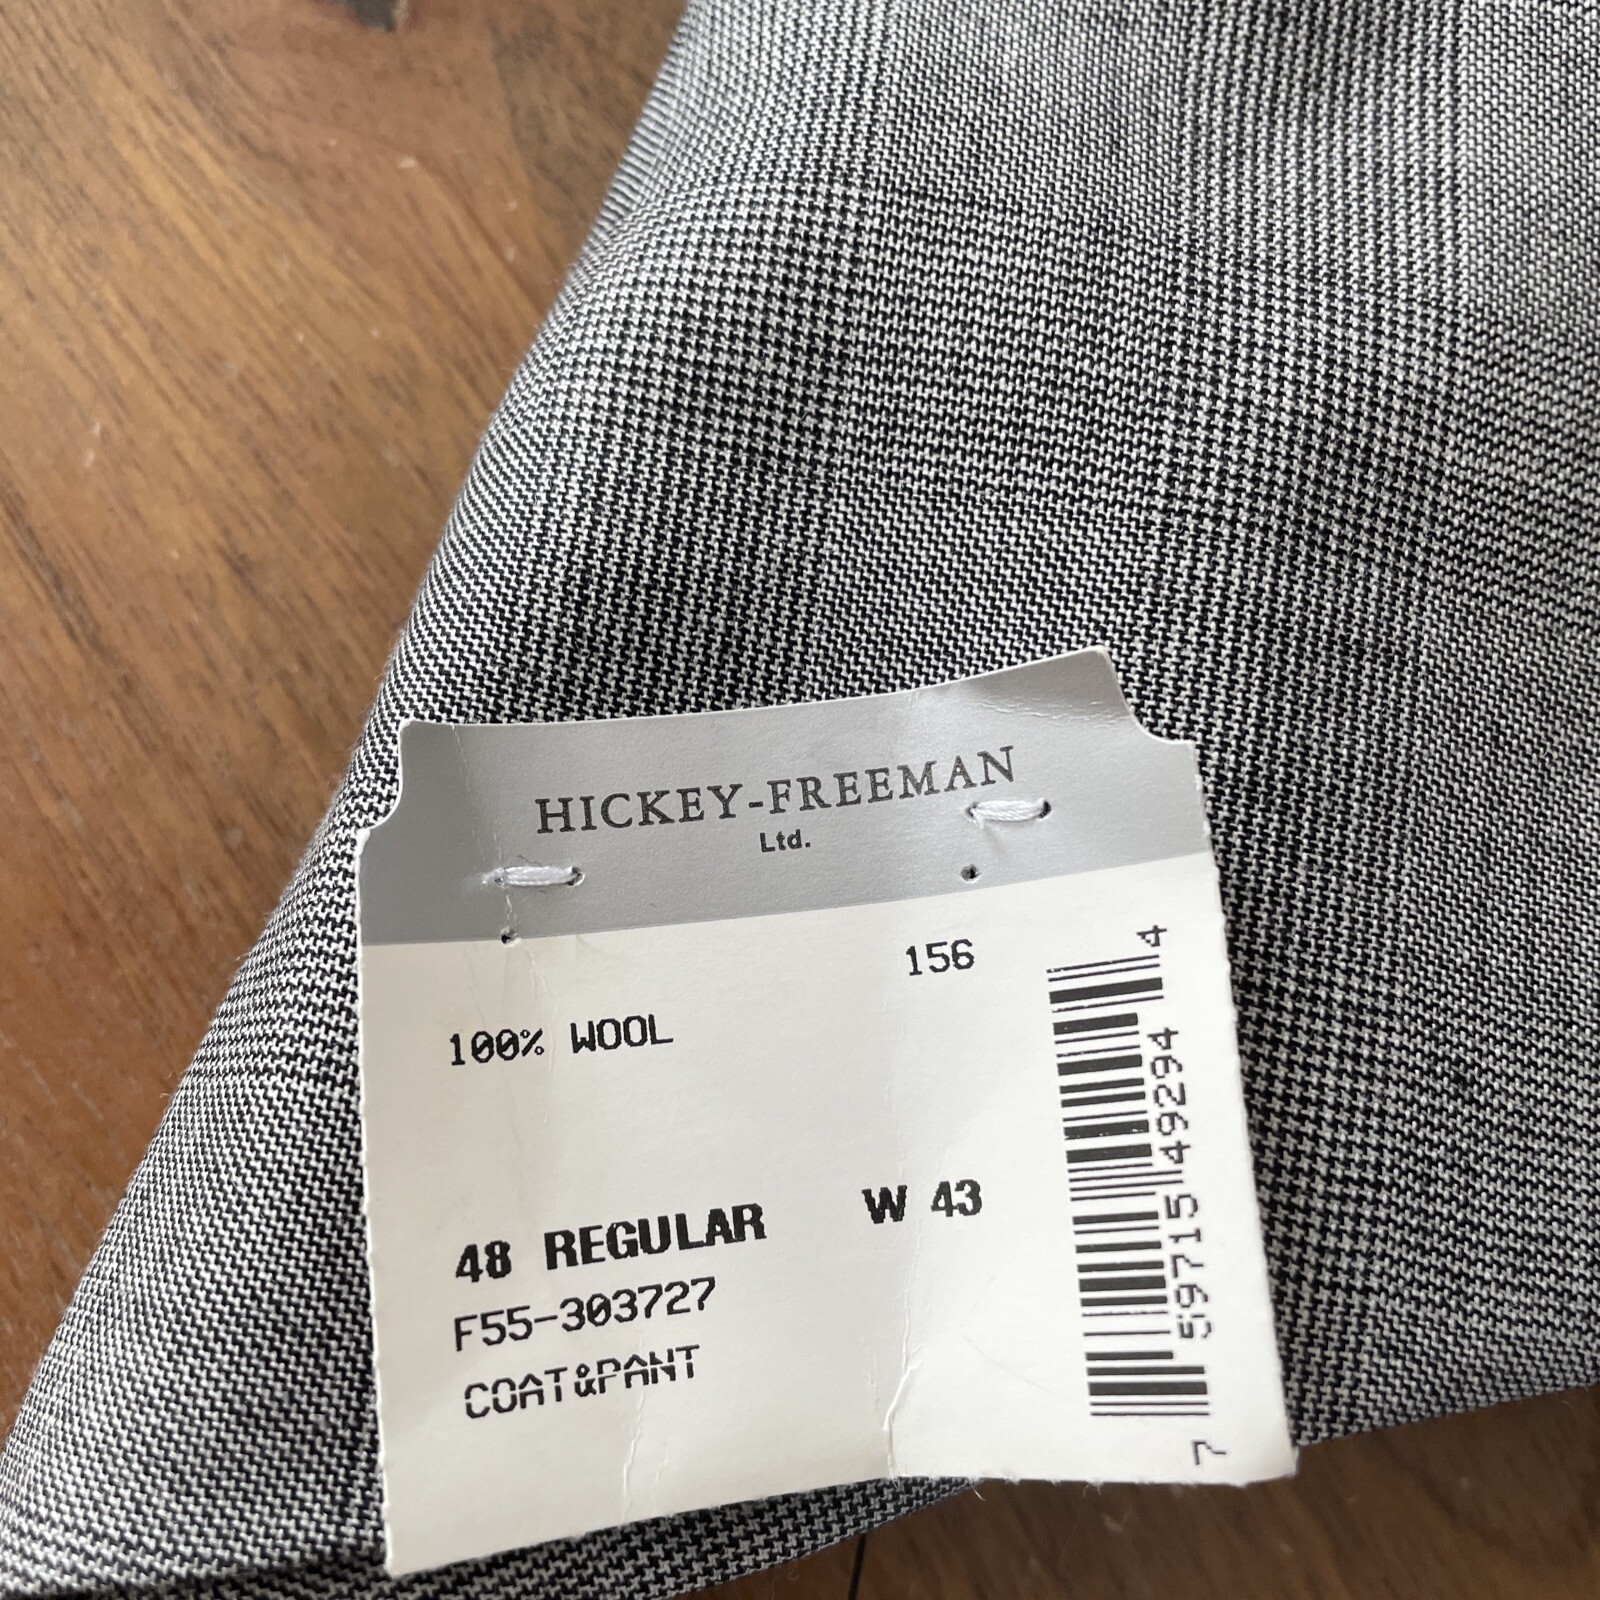 HICKEY-FREEMAN
Ltd.
156
100% WOOL
48 REGULAR W 43
F55-303727
COAT&PANT
7 59715 49294 4